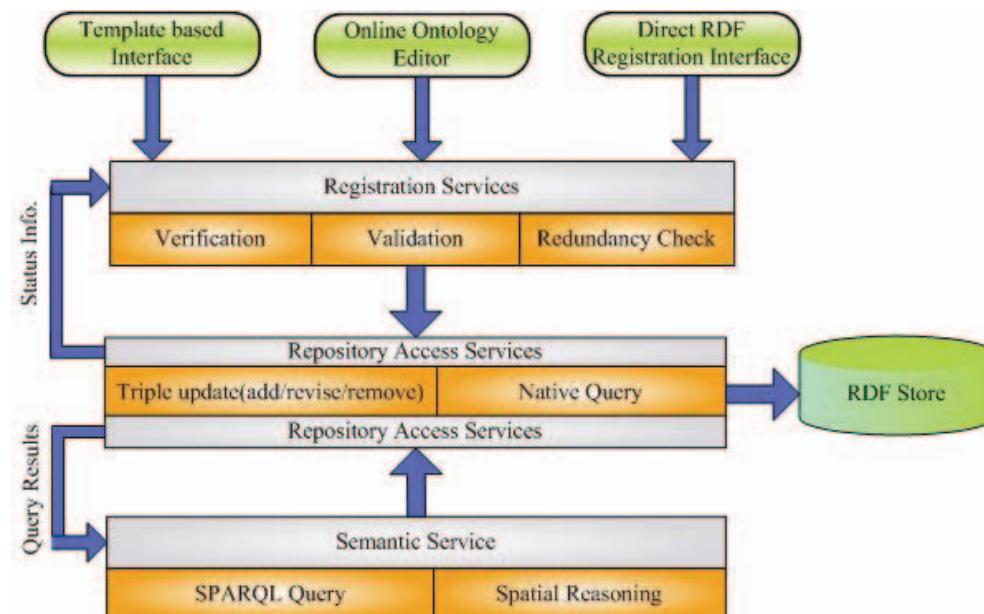 Template based
Interface
Online Ontology
Editor
Direct RDF
Registration Interface
Registration Services
Verification
Validation
Redundancy Check
Status Info.
Repository Access Services
Triple update(add/revise/remove)
Native Query
RDF Store
Repository Access Services
Query Results
Semantic Service
SPARQL Query
Spatial Reasoning